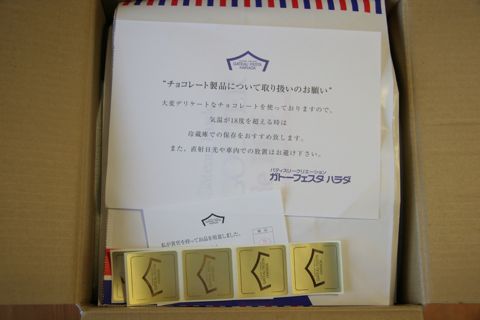 GATEAU FESTA
HARADA
“チョコレート製品について取り扱いのお願い”
大変デリケートなチョコレートを使っておりますので、
気温が18度を超える時は
冷蔵庫での保存をおすすめ致します。
また、直射日光や車内での放置はお避け下さい。
パティスリークリエーション
ガトーフェスタ ハラダ
私が責任を持ってお品を用意しました。